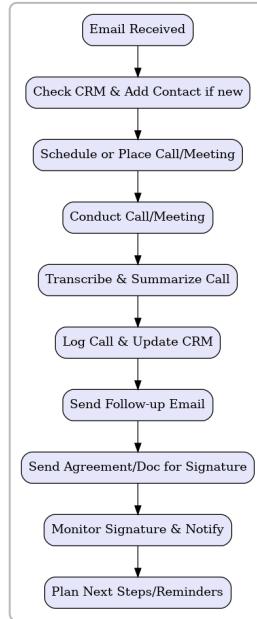 Email Received
Check CRM & Add Contact if new
Schedule or Place Call/Meeting
Conduct Call/Meeting
Transcribe & Summarize Call
Log Call & Update CRM
Send Follow-up Email
Send Agreement/Doc for Signature
Monitor Signature & Notify
Plan Next Steps/Reminders